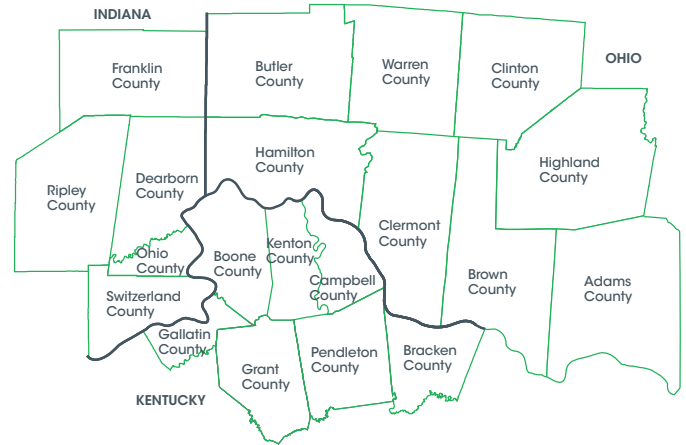 INDIANA
OHIO
Franklin
County
Butler
County
Warren
County
Clinton
County
Ripley
County
Dearborn
County
Hamilton
County
Highland
County
Ohio
County
Boone
County
Kenton
County
Clermont
County
Campbell
County
Brown
County
Adams
County
Switzerland
County
Gallatin
County
Grant
County
Pendleton
County
Bracken
County
KENTUCKY